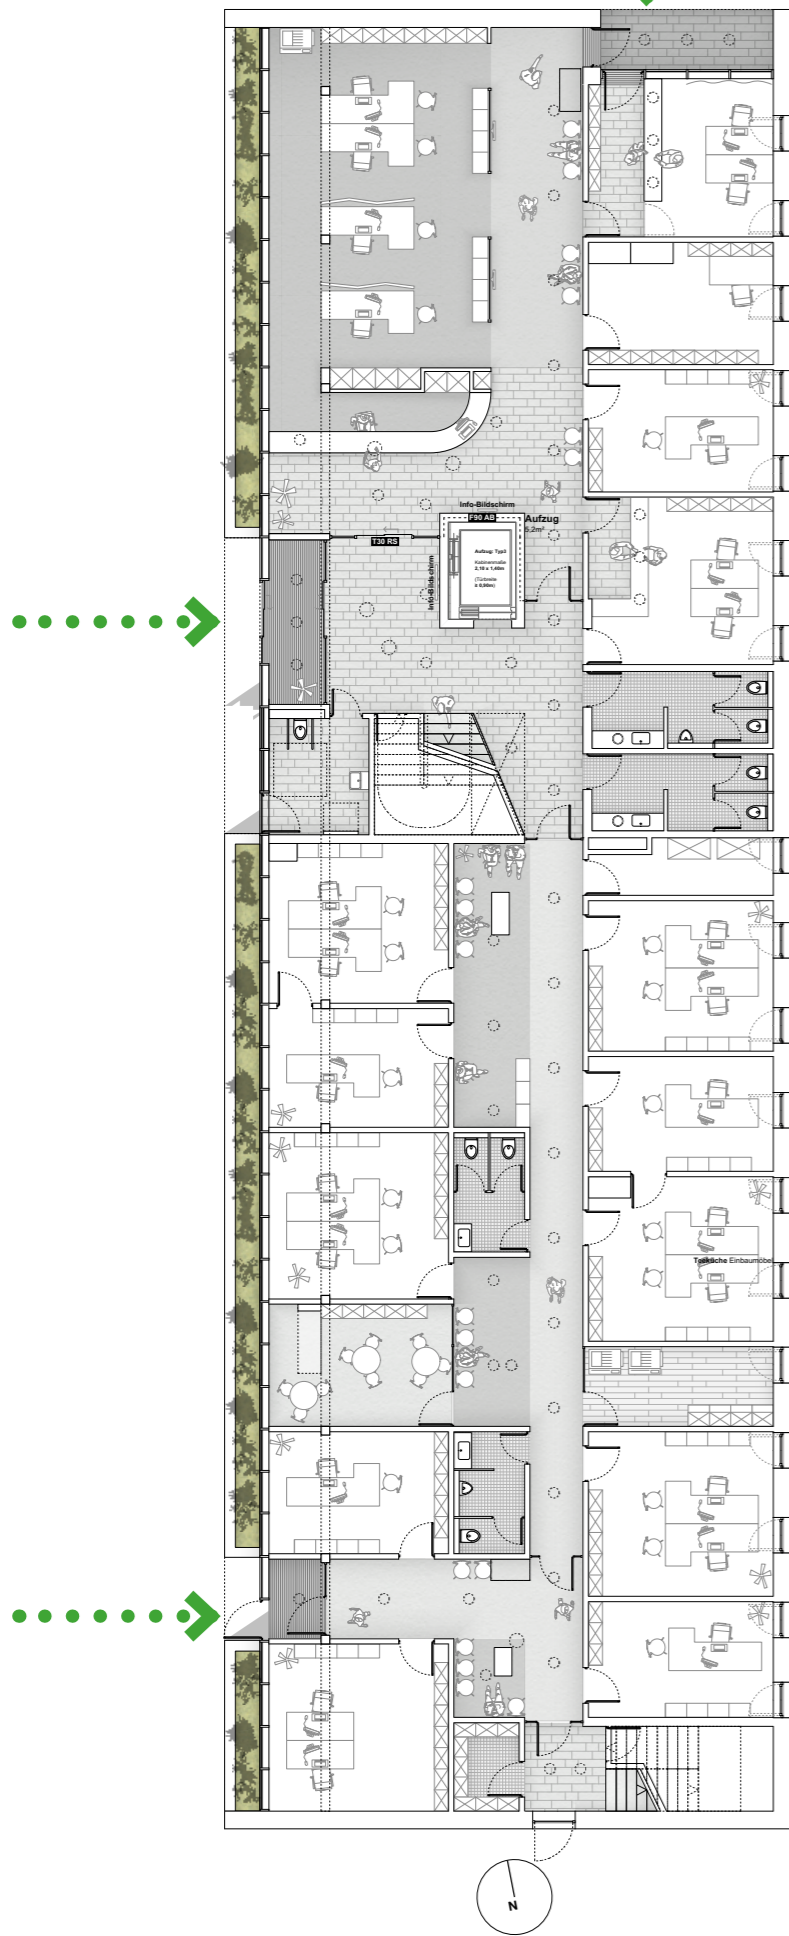 Info-Bildschirm
F90 AB
Aufzug
5,2m²
T30 RS
Info-Bildschirm
Aufzug: Typ3
Kabinenmaße
2,10 x 1,40m
(Türbreite
≥ 0,90m)
Teeküche Einbaumöbel
N